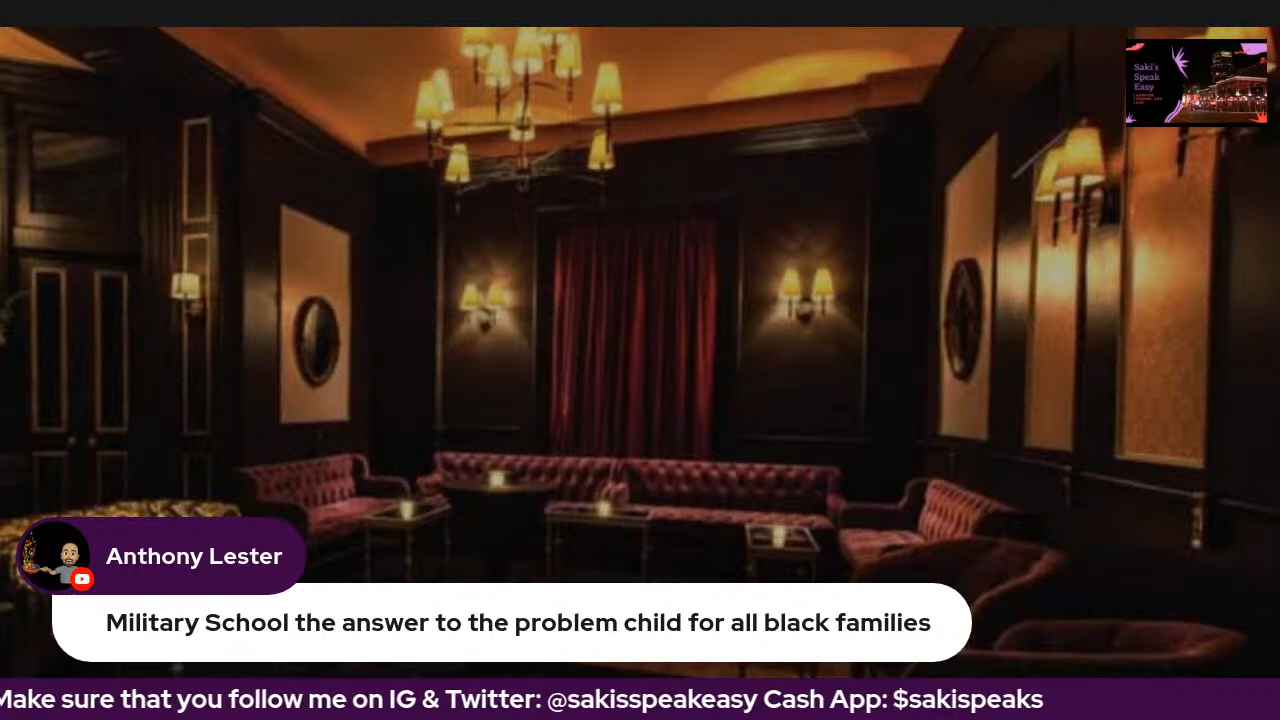 Saki's
Speak
Easy
Anthony Lester
Military School the answer to the problem child for all black families
Make sure that you follow me on IG & Twitter: @sakisspeakeasy Cash App: $sakispeaks